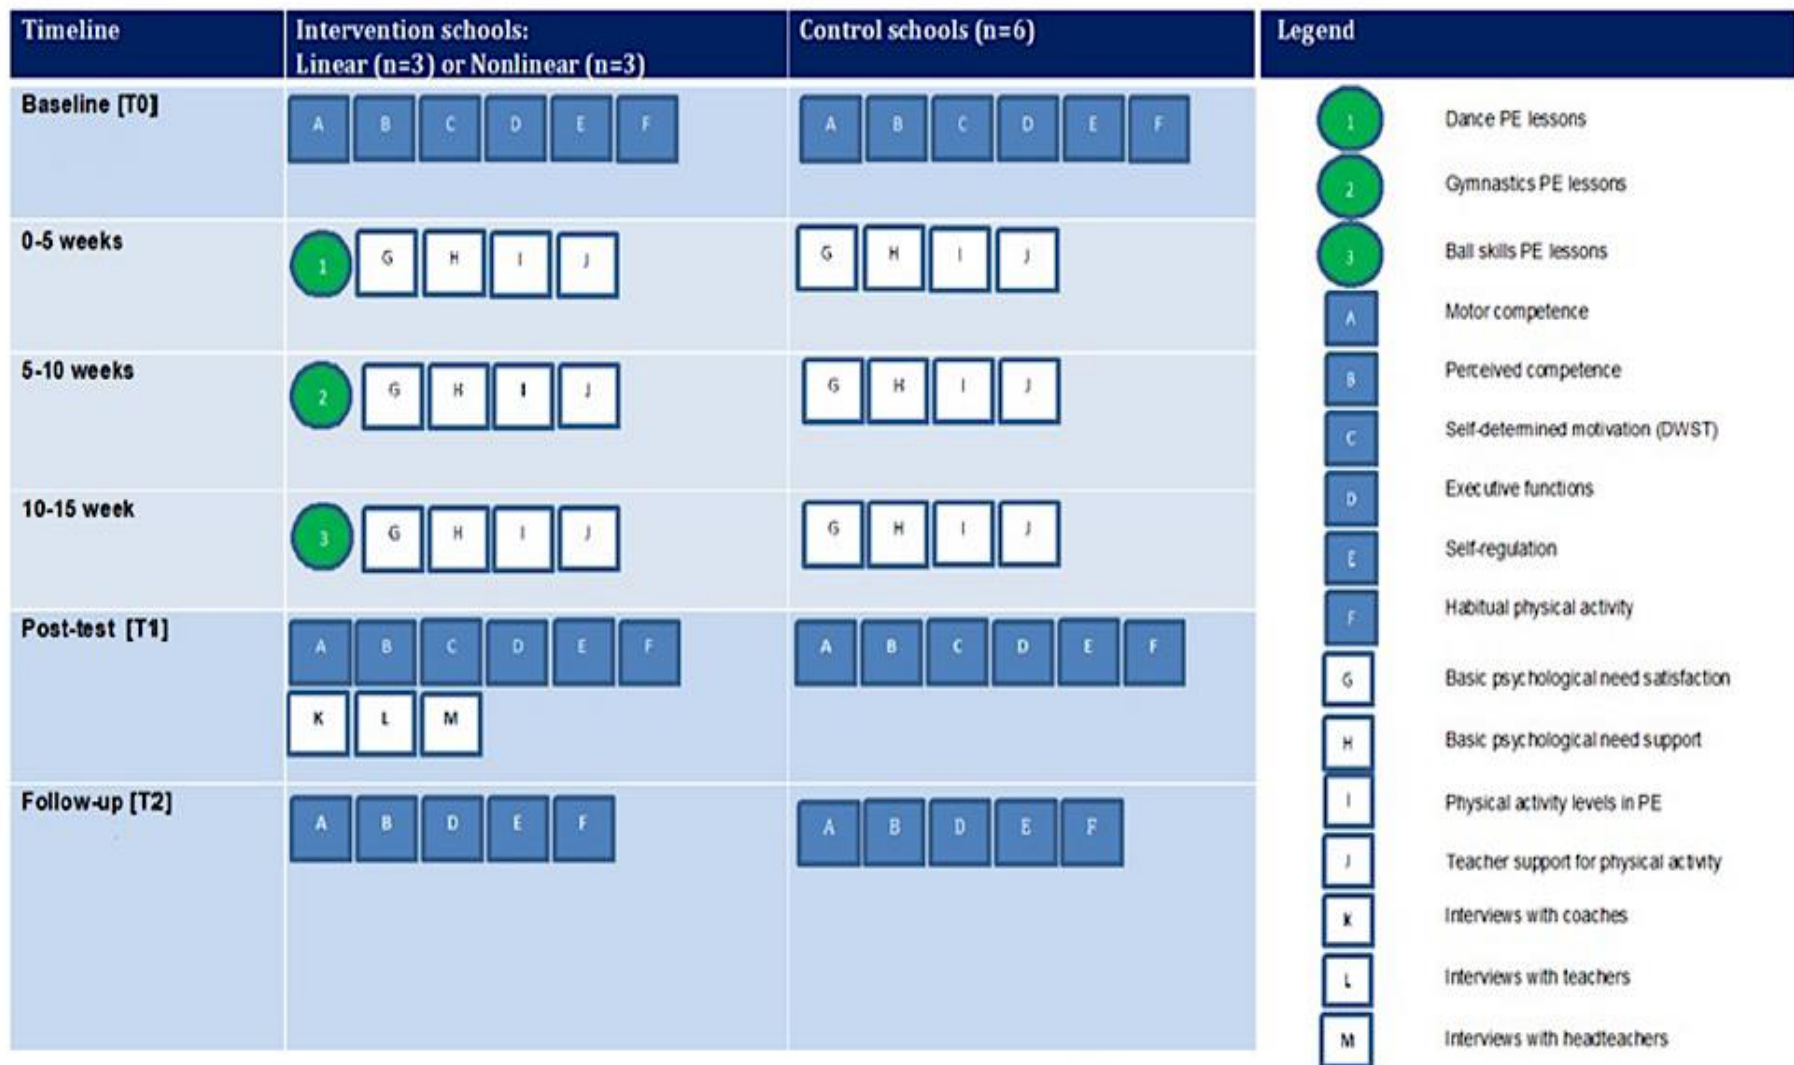 Timeline
Intervention schools:
Linear (n=3) or Nonlinear (n=3)
Control schools (n=6)
Legend
Baseline [T0]
A B C D E F
A B C D E F
0-5 weeks
1 G H I J
G H I J
5-10 weeks
2 G H I J
G H I J
10-15 week
3 G H I J
G H I J
Post-test [T1]
A B C D E F
K L M
A B C D E F
Follow-up [T2]
A B D E F
A B D E F
1 Dance PE lessons
2 Gymnastics PE lessons
3 Ball skills PE lessons
A Motor competence
B Perceived competence
C Self-determined motivation (DWST)
D Executive functions
E Self-regulation
F Habitual physical activity
G Basic psychological need satisfaction
H Basic psychological need support
I Physical activity levels in PE
J Teacher support for physical activity
K Interviews with coaches
L Interviews with teachers
M Interviews with headteachers